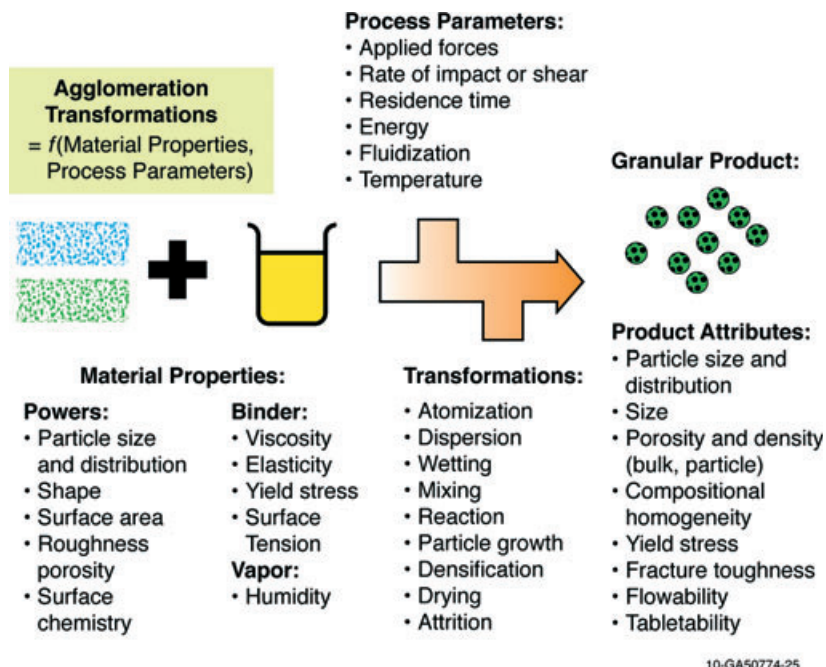 Process Parameters:
• Applied forces
• Rate of impact or shear
• Residence time
• Energy
• Fluidization
• Temperature
Agglomeration
Transformations
= f(Material Properties,
Process Parameters)
Granular Product:
Material Properties:
Powers:
• Particle size
and distribution
• Shape
• Surface area
• Roughness
porosity
• Surface
chemistry
Binder:
• Viscosity
• Elasticity
• Yield stress
• Surface
Tension
Vapor:
• Humidity
Transformations:
• Atomization
• Dispersion
• Wetting
• Mixing
• Reaction
• Particle growth
• Densification
• Drying
• Attrition
Product Attributes:
• Particle size and
distribution
• Size
• Porosity and density
(bulk, particle)
• Compositional
homogeneity
• Yield stress
• Fracture toughness
• Flowability
• Tabletability
10-GA50774-25